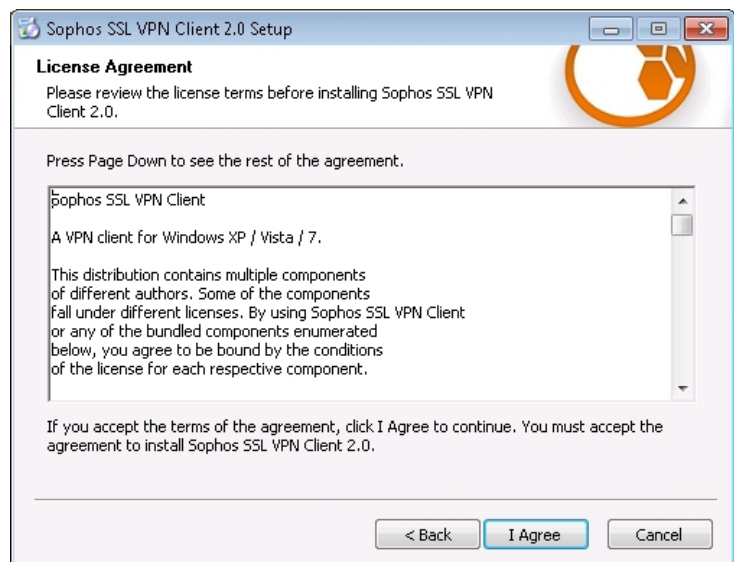 Sophos SSL VPN Client 2.0 Setup
License Agreement
Please review the license terms before installing Sophos SSL VPN
Client 2.0.
Press Page Down to see the rest of the agreement.
Sophos SSL VPN Client
A VPN client for Windows XP / Vista / 7.
This distribution contains multiple components
of different authors. Some of the components
fall under different licenses. By using Sophos SSL VPN Client
or any of the bundled components enumerated
below, you agree to be bound by the conditions
of the license for each respective component.
If you accept the terms of the agreement, click I Agree to continue. You must accept the
agreement to install Sophos SSL VPN Client 2.0.
< Back
I Agree
Cancel